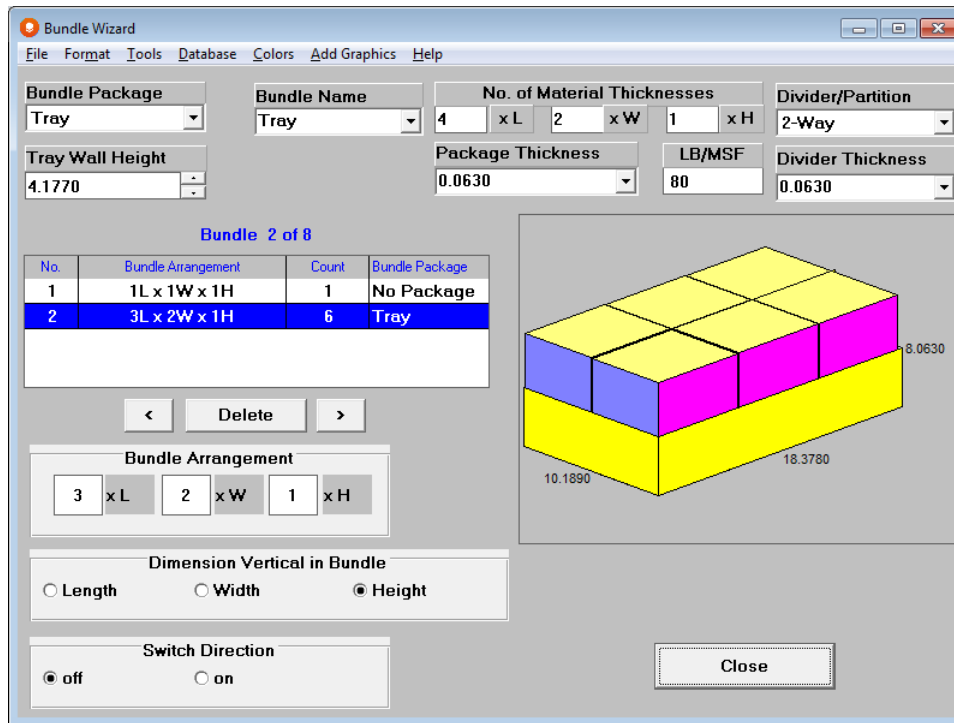 Bundle Wizard
File Format Tools Database Colors Add Graphics Help
Bundle Package
Tray
Bundle Name
Tray
No. of Material Thicknesses
4 x L 2 x W 1 x H
Divider/Partition
2-Way
Tray Wall Height
4.1770
Package Thickness
0.0630
LB/MSF
80
Divider Thickness
0.0630
Bundle 2 of 8
No. Bundle Arrangement Count Bundle Package
1 1L x 1W x 1H 1 No Package
2 3L x 2W x 1H 6 Tray
8.0630
18.3780
10.1890
< Delete >
Bundle Arrangement
3 x L 2 x W 1 x H
Dimension Vertical in Bundle
Length Width Height
Switch Direction
off on
Close